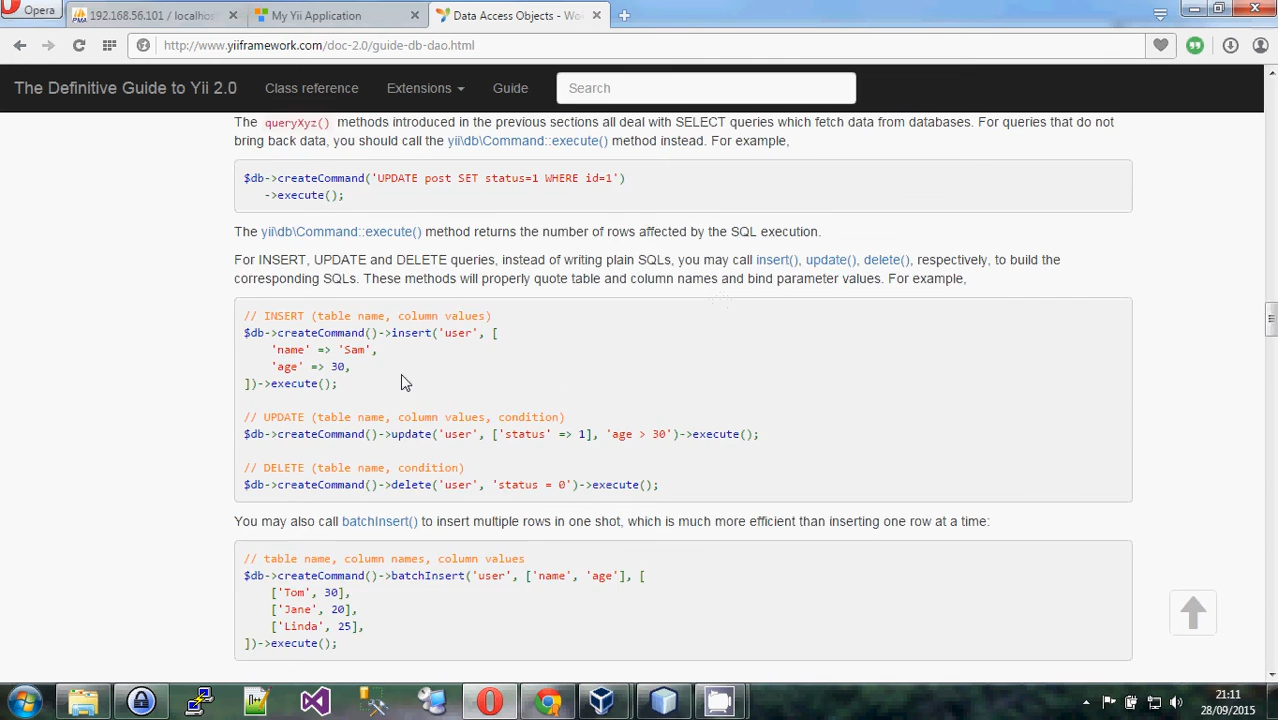 Opera
192.168.56.101 / localhos
My Yii Application
Data Access Objects - Wo
http://www.yiiframework.com/doc-2.0/guide-db-dao.html
The Definitive Guide to Yii 2.0 Class reference Extensions Guide Search
The queryXyz() methods introduced in the previous sections all deal with SELECT queries which fetch data from databases. For queries that do not
bring back data, you should call the yii\db\Command::execute() method instead. For example,
$db->createCommand('UPDATE post SET status=1 WHERE id=1')
->execute();
The yii\db\Command::execute() method returns the number of rows affected by the SQL execution.
For INSERT, UPDATE and DELETE queries, instead of writing plain SQLs, you may call insert(), update(), delete(), respectively, to build the
corresponding SQLs. These methods will properly quote table and column names and bind parameter values. For example,
// INSERT (table name, column values)
$db->createCommand()->insert('user', [
'name' => 'Sam',
'age' => 30,
])->execute();
// UPDATE (table name, column values, condition)
$db->createCommand()->update('user', ['status' => 1], 'age > 30')->execute();
// DELETE (table name, condition)
$db->createCommand()->delete('user', 'status = 0')->execute();
You may also call batchInsert() to insert multiple rows in one shot, which is much more efficient than inserting one row at a time:
// table name, column names, column values
$db->createCommand()->batchInsert('user', ['name', 'age'], [
['Tom', 30],
['Jane', 20],
['Linda', 25],
])->execute();
21:11
28/09/2015